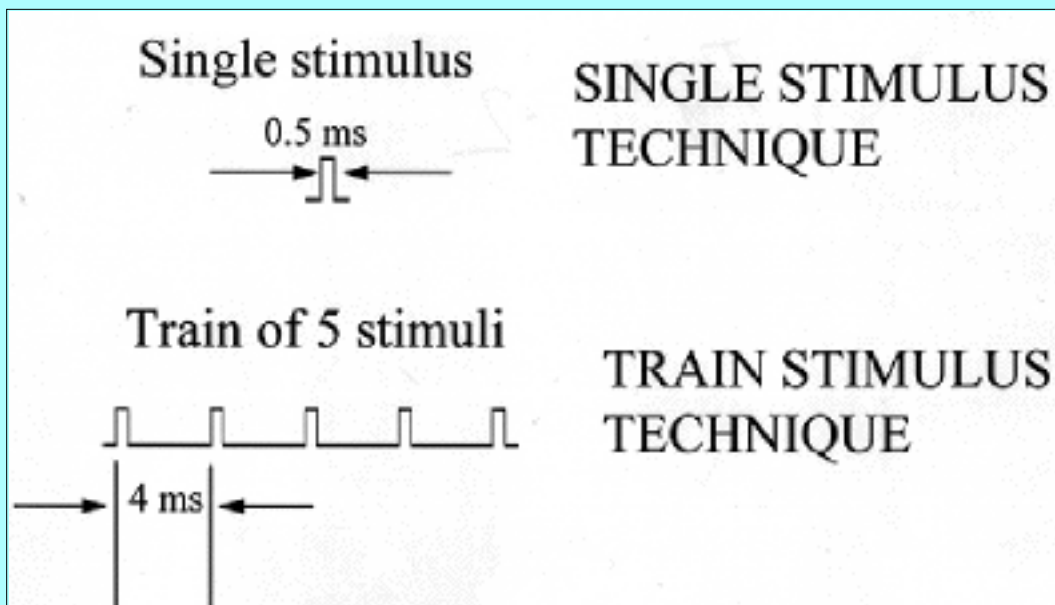 Single stimulus
0.5 ms
SINGLE STIMULUS
TECHNIQUE
Train of 5 stimuli
4 ms
TRAIN STIMULUS
TECHNIQUE